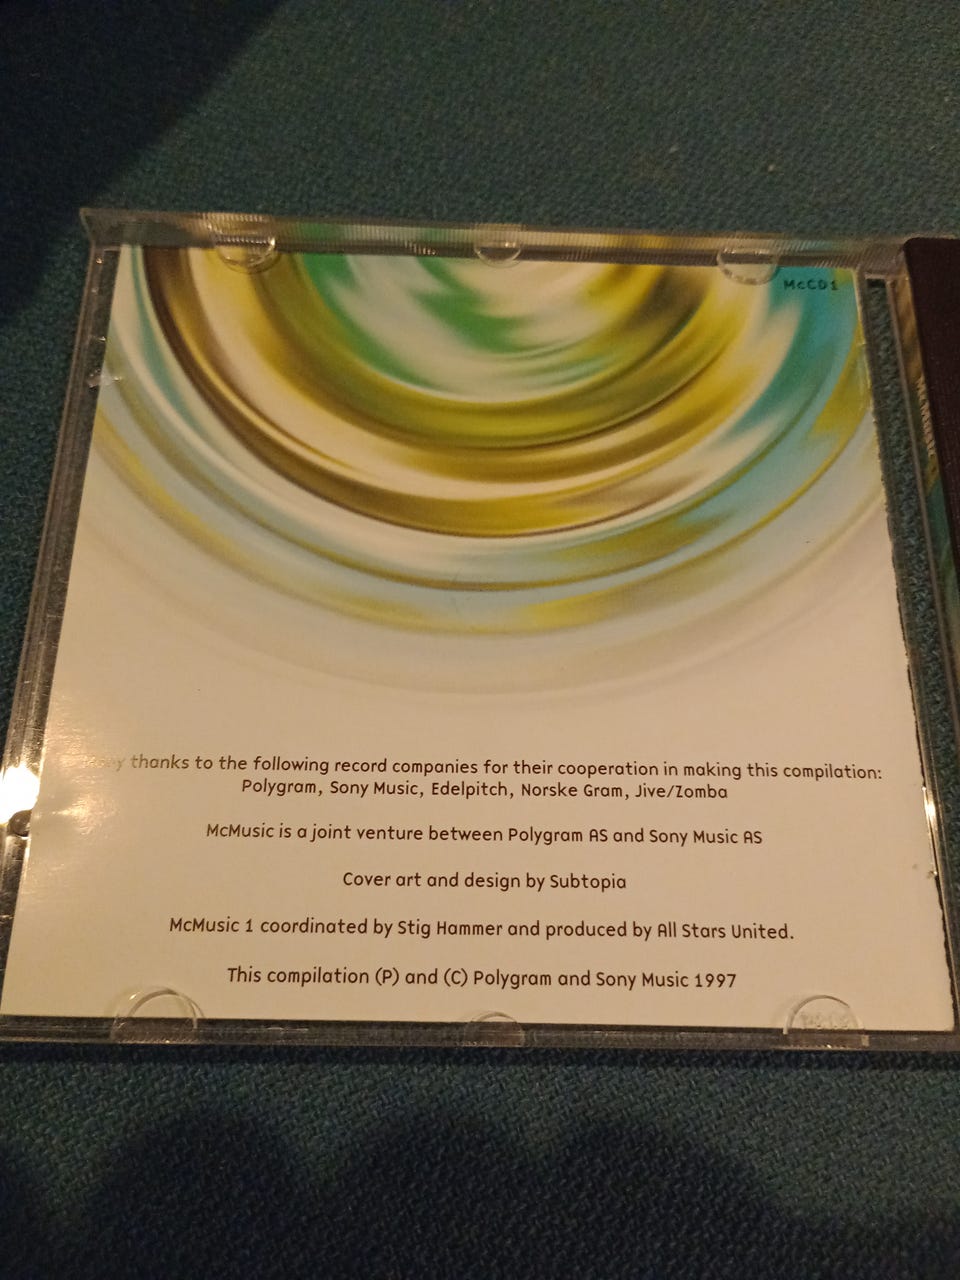 McCD1
Many thanks to the following record companies for their cooperation in making this compilation:
Polygram, Sony Music, Edelpitch, Norske Gram, Jive/Zomba
McMusic is a joint venture between Polygram AS and Sony Music AS
Cover art and design by Subtopia
McMusic 1 coordinated by Stig Hammer and produced by All Stars United.
This compilation (P) and (C) Polygram and Sony Music 1997